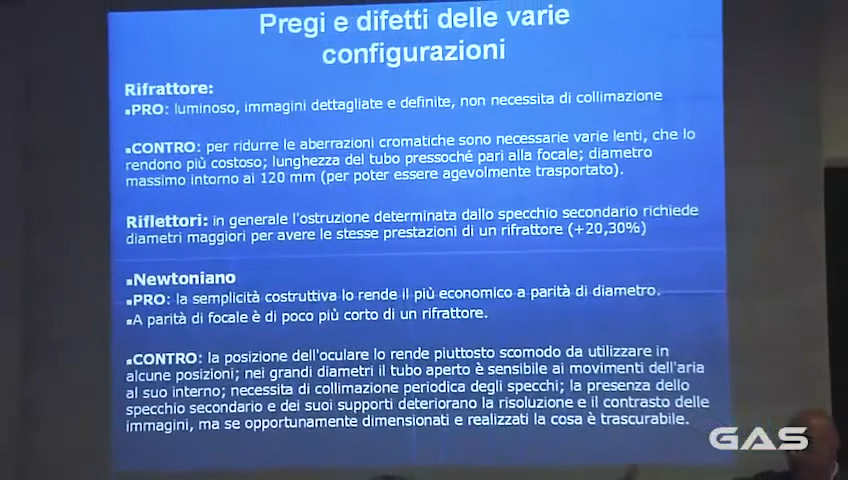 Pregi e difetti delle varie
configurazioni
Rifrattore:
▪PRO: luminoso, immagini dettagliate e definite, non necessita di collimazione
▪CONTRO: per ridurre le aberrazioni cromatiche sono necessarie varie lenti, che lo
rendono più costoso; lunghezza del tubo pressoché pari alla focale; diametro
massimo intorno ai 120 mm (per poter essere agevolmente trasportato).
Riflettori: in generale l'ostruzione determinata dallo specchio secondario richiede
diametri maggiori per avere le stesse prestazioni di un rifrattore (+20,30%)
▪Newtoniano
▪PRO: la semplicità costruttiva lo rende il più economico a parità di diametro.
▪A parità di focale è di poco più corto di un rifrattore.
▪CONTRO: la posizione dell'oculare lo rende piuttosto scomodo da utilizzare in
alcune posizioni; nei grandi diametri il tubo aperto è sensibile ai movimenti dell'aria
al suo interno; necessita di collimazione periodica degli specchi; la presenza dello
specchio secondario e dei suoi supporti deteriorano la risoluzione e il contrasto delle
immagini, ma se opportunamente dimensionati e realizzati la cosa è trascurabile.
GAS